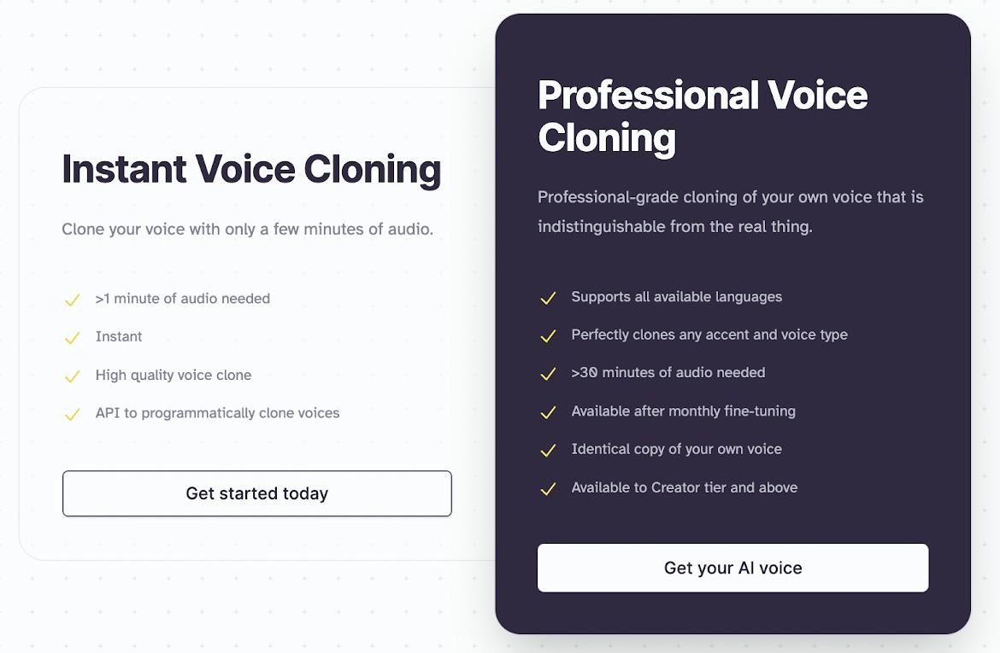 Instant Voice Cloning
Clone your voice with only a few minutes of audio.
>1 minute of audio needed
Instant
High quality voice clone
API to programmatically clone voices
Get started today
Professional Voice
Cloning
Professional-grade cloning of your own voice that is
indistinguishable from the real thing.
Supports all available languages
Perfectly clones any accent and voice type
>30 minutes of audio needed
Available after monthly fine-tuning
Identical copy of your own voice
Available to Creator tier and above
Get your AI voice